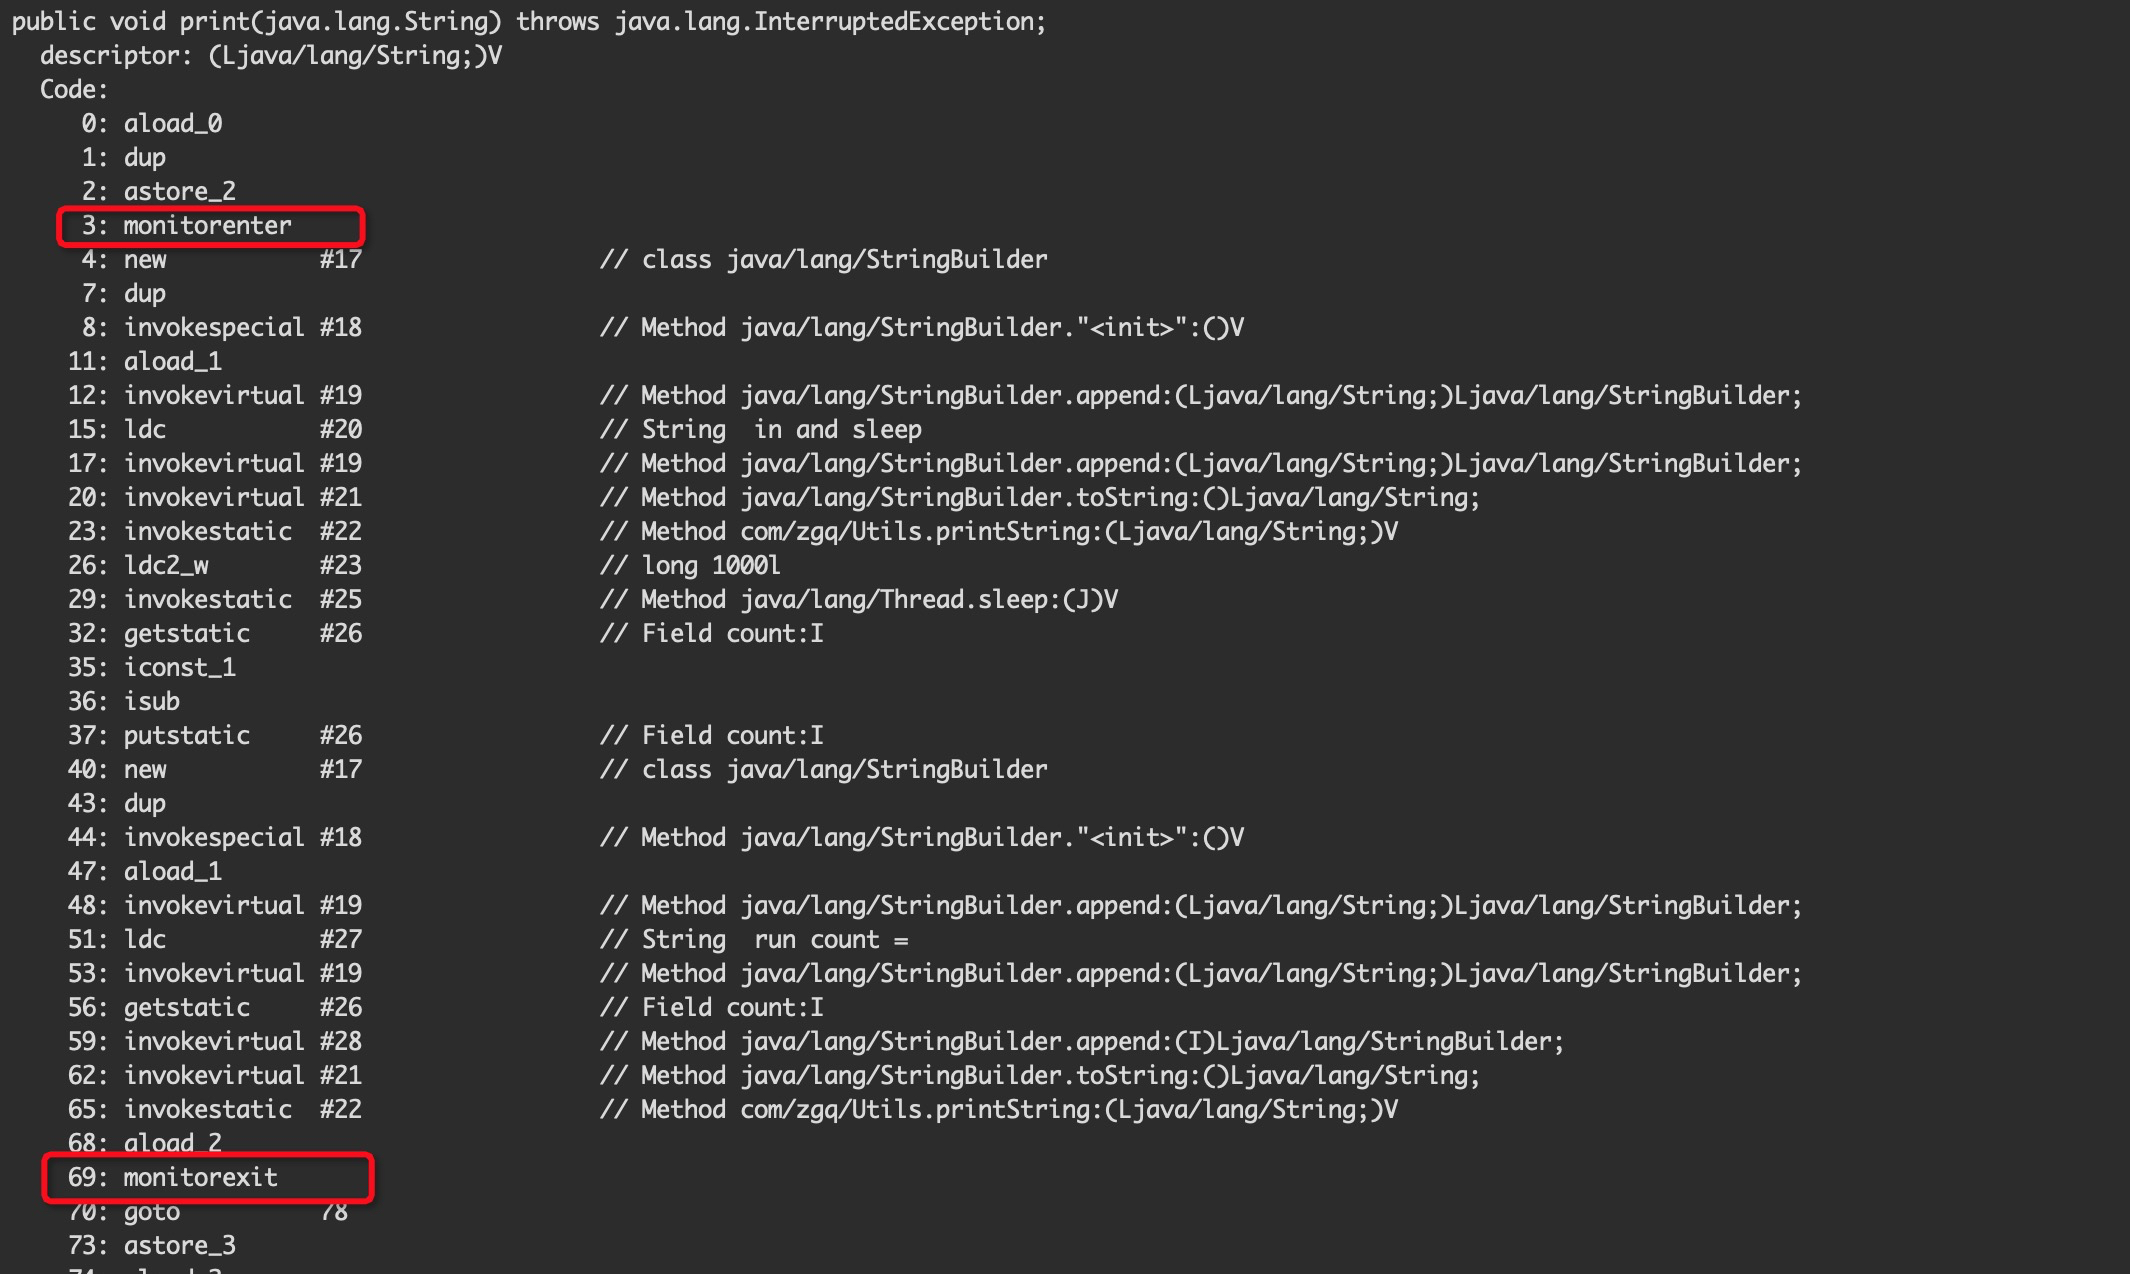 public void print(java.lang.String) throws java.lang.InterruptedException;
descriptor: (Ljava/lang/String;)V
Code:
0: aload_0
1: dup
2: astore_2
3: monitorenter
4: new #17 // class java/lang/StringBuilder
7: dup
8: invokespecial #18 // Method java/lang/StringBuilder."<init>":()V
11: aload_1
12: invokevirtual #19 // Method java/lang/StringBuilder.append:(Ljava/lang/String;)Ljava/lang/StringBuilder;
15: ldc #20 // String  in and sleep
17: invokevirtual #19 // Method java/lang/StringBuilder.append:(Ljava/lang/String;)Ljava/lang/StringBuilder;
20: invokevirtual #21 // Method java/lang/StringBuilder.toString:()Ljava/lang/String;
23: invokestatic #22 // Method com/zgq/Utils.printString:(Ljava/lang/String;)V
26: ldc2_w #23 // long 1000l
29: invokestatic #25 // Method java/lang/Thread.sleep:(J)V
32: getstatic #26 // Field count:I
35: iconst_1
36: isub
37: putstatic #26 // Field count:I
40: new #17 // class java/lang/StringBuilder
43: dup
44: invokespecial #18 // Method java/lang/StringBuilder."<init>":()V
47: aload_1
48: invokevirtual #19 // Method java/lang/StringBuilder.append:(Ljava/lang/String;)Ljava/lang/StringBuilder;
51: ldc #27 // String  run count =
53: invokevirtual #19 // Method java/lang/StringBuilder.append:(Ljava/lang/String;)Ljava/lang/StringBuilder;
56: getstatic #26 // Field count:I
59: invokevirtual #28 // Method java/lang/StringBuilder.append:(I)Ljava/lang/StringBuilder;
62: invokevirtual #21 // Method java/lang/StringBuilder.toString:()Ljava/lang/String;
65: invokestatic #22 // Method com/zgq/Utils.printString:(Ljava/lang/String;)V
68: aload_2
69: monitorexit
70: goto 78
73: astore_3